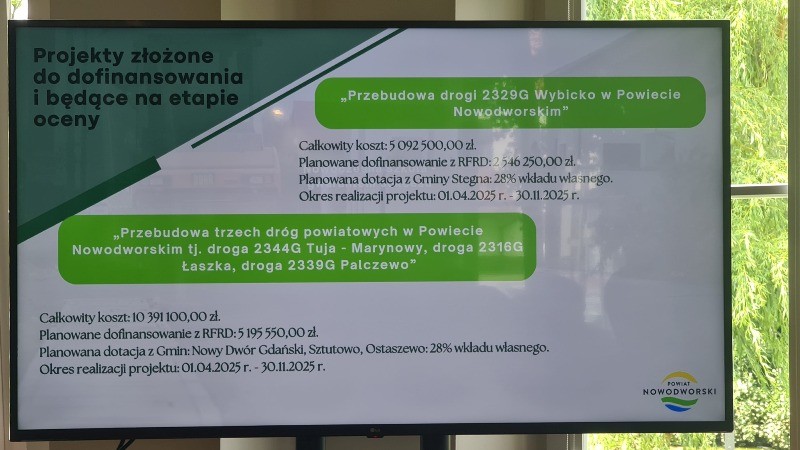 Projekty złożone
do dofinansowania
i będące na etapie
oceny
„Przebudowa drogi 2329G Wybicko w Powiecie
Nowodworskim”
Całkowity koszt: 5 092 500,00 zł.
Planowane dofinansowanie z RFRD: 2 546 250,00 zł.
Planowana dotacja z Gminy Stegna: 28% wkładu własnego.
Okres realizacji projektu: 01.04.2025 r. - 30.11.2025 r.
„Przebudowa trzech dróg powiatowych w Powiecie
Nowodworskim tj. droga 2344G Tuja - Marynowy, droga 2316G
Łaszka, droga 2339G Palczewo”
Całkowity koszt: 10 391 100,00 zł.
Planowane dofinansowanie z RFRD: 5 195 550,00 zł.
Planowana dotacja z Gmin: Nowy Dwór Gdański, Sztutowo, Ostaszewo: 28% wkładu własnego.
Okres realizacji projektu: 01.04.2025 r. - 30.11.2025 r.
POWIAT
NOWODWORSKI
LG